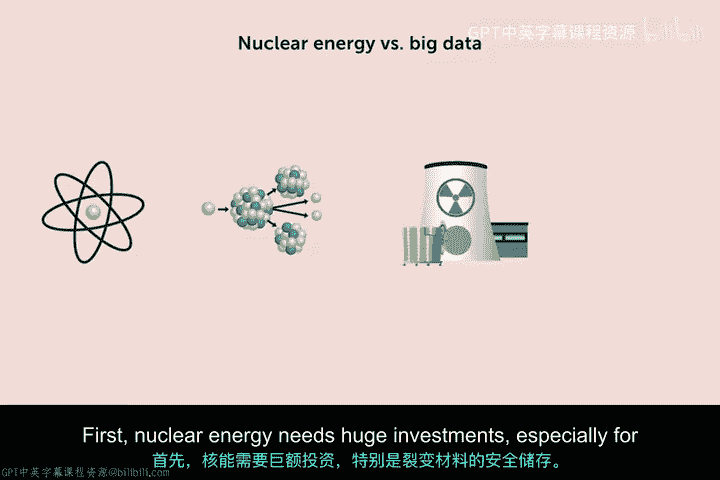 GPT中英字幕课程资源
Nuclear energy vs. big data
First, nuclear energy needs huge investments, especially for
首先，核能需要巨额投资，特别是裂变材料的安全储存。
GPT中英字幕课程资源@bilibili.com